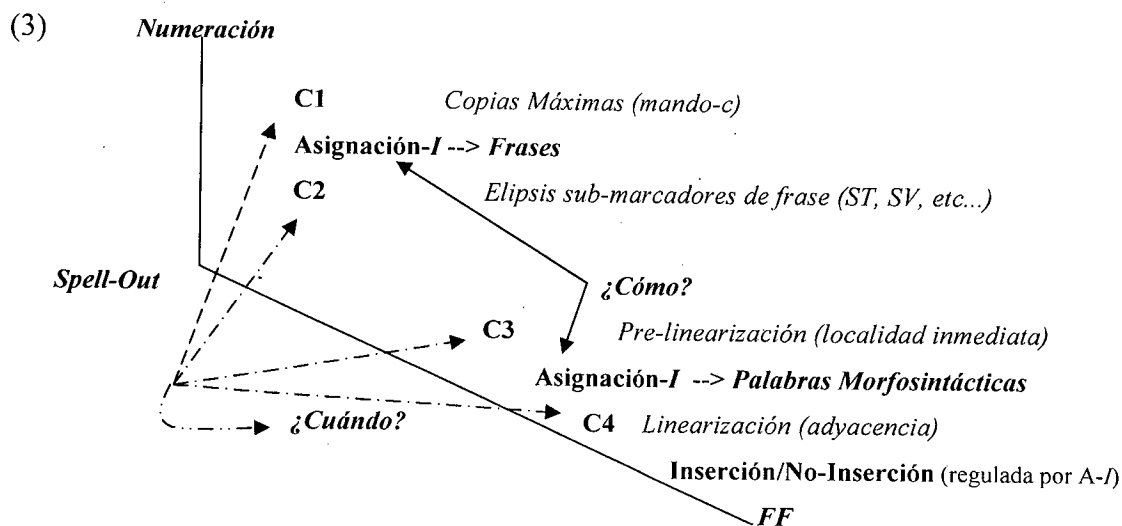 (3) Numeración
C1 Copias Máximas (mando-c)
Asignación-I --> Frases
C2 Elipsis sub-marcadores de frase (ST, SV, etc...)
Spell-Out
¿Cómo?
C3 Pre-linearización (localidad inmediata)
Asignación-I --> Palabras Morfosintácticas
¿Cuándo?
C4 Linearización (adyacencia)
Inserción/No-Inserción (regulada por A-I)
FF